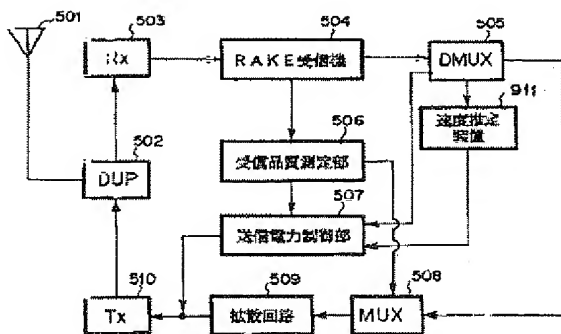 501
503
504
505
Rx
RAKE受信機
DMUX
911
速度推定
装置
506
502
受信品質測定部
DUP
507
送信電力制御部
510
509
508
Tx
拡散回路
MUX